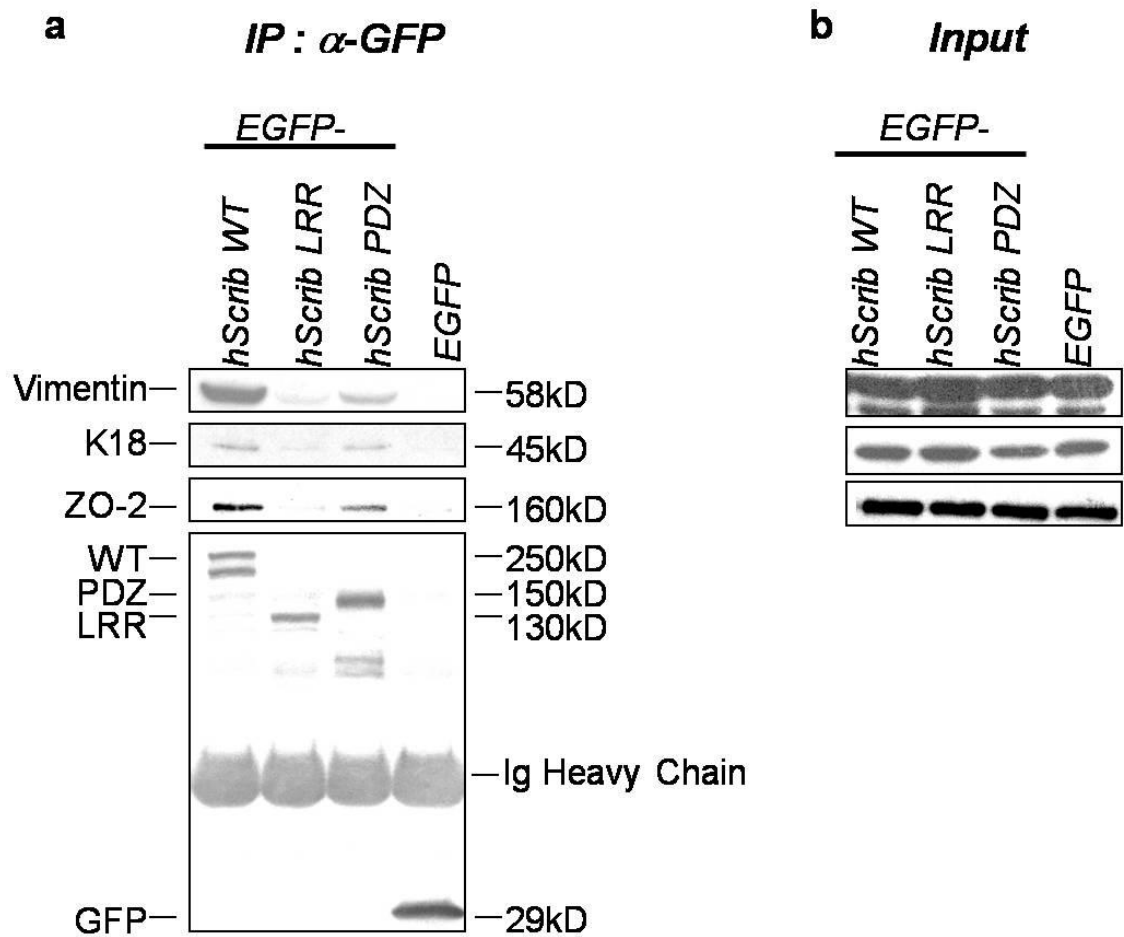 a
IP : α-GFP
EGFP-
hScrib WT
hScrib LRR
hScrib PDZ
EGFP
Vimentin
58kD
K18
45kD
ZO-2
160kD
WT
250kD
PDZ
150kD
LRR
130kD
Ig Heavy Chain
GFP
29kD
b
Input
EGFP-
hScrib WT
hScrib LRR
hScrib PDZ
EGFP